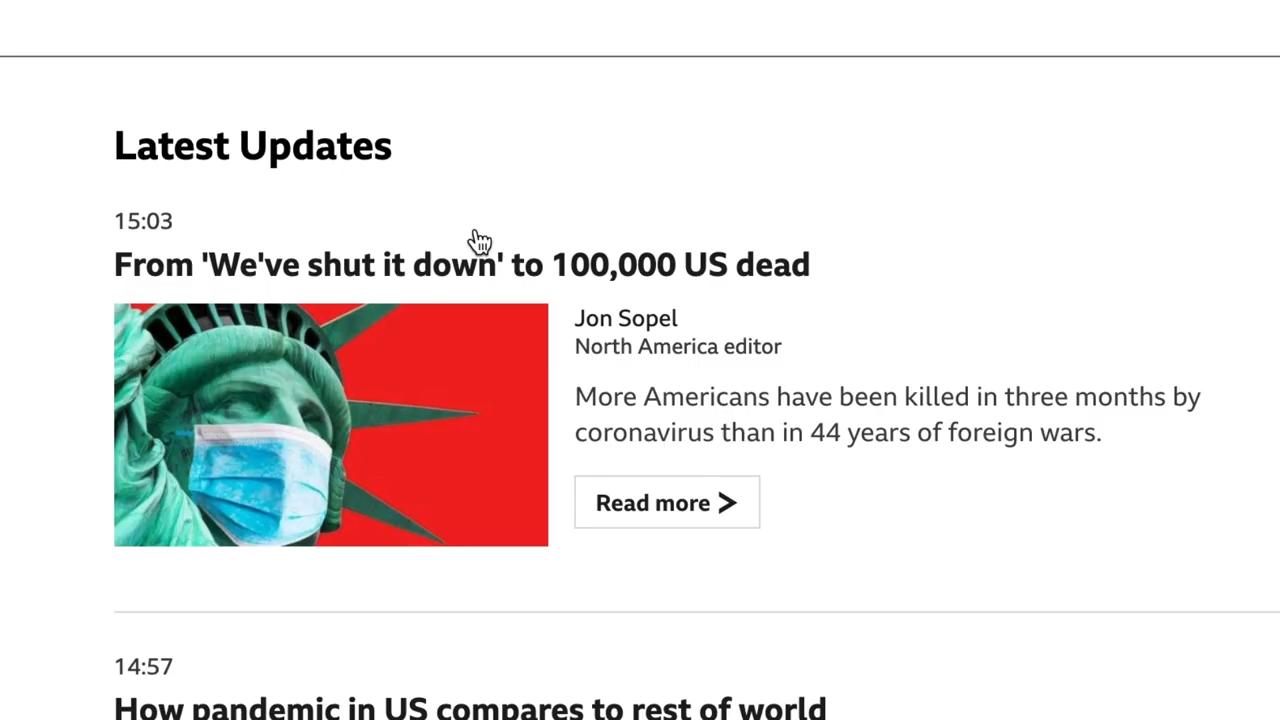 Latest Updates
15:03
From 'We've shut it down' to 100,000 US dead
Jon Sopel
North America editor
More Americans have been killed in three months by
coronavirus than in 44 years of foreign wars.
Read more >
14:57
How pandemic in US compares to rest of world